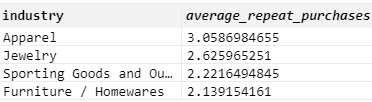 industry average_repeat_purchases
Apparel 3.0586984655
Jewelry 2.625965251
Sporting Goods and Ou... 2.2216494845
Furniture / Homewares 2.139154161